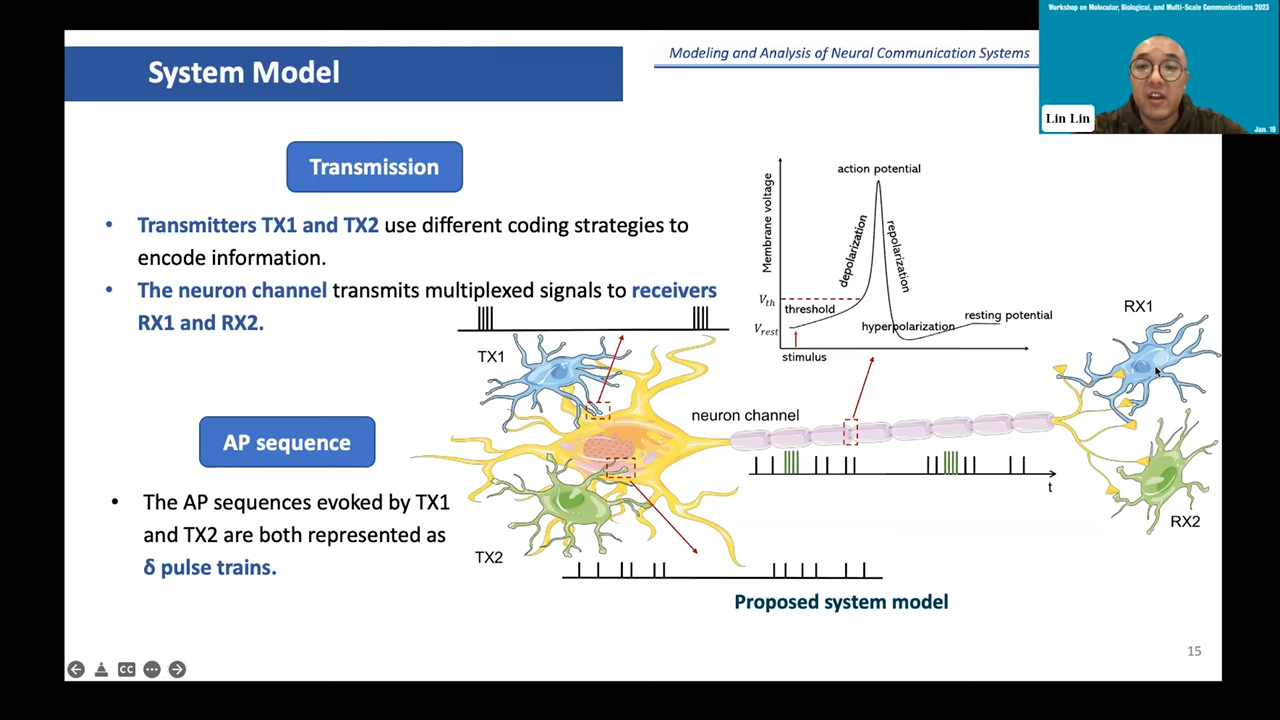 Workshop on Molecular, Biological, and Multi-Scale Communications 2023
Lin Lin
Jan. 19
System Model
Modeling and Analysis of Neural Communication Systems
Transmission
• Transmitters TX1 and TX2 use different coding strategies to
encode information.
• The neuron channel transmits multiplexed signals to receivers
RX1 and RX2.
AP sequence
• The AP sequences evoked by TX1
and TX2 are both represented as
δ pulse trains.
action potential
Membrane voltage
depolarization
repolarization
V_th
threshold
V_rest
hyperpolarization
resting potential
stimulus
TX1
neuron channel
RX1
t
RX2
TX2
Proposed system model
15
CC